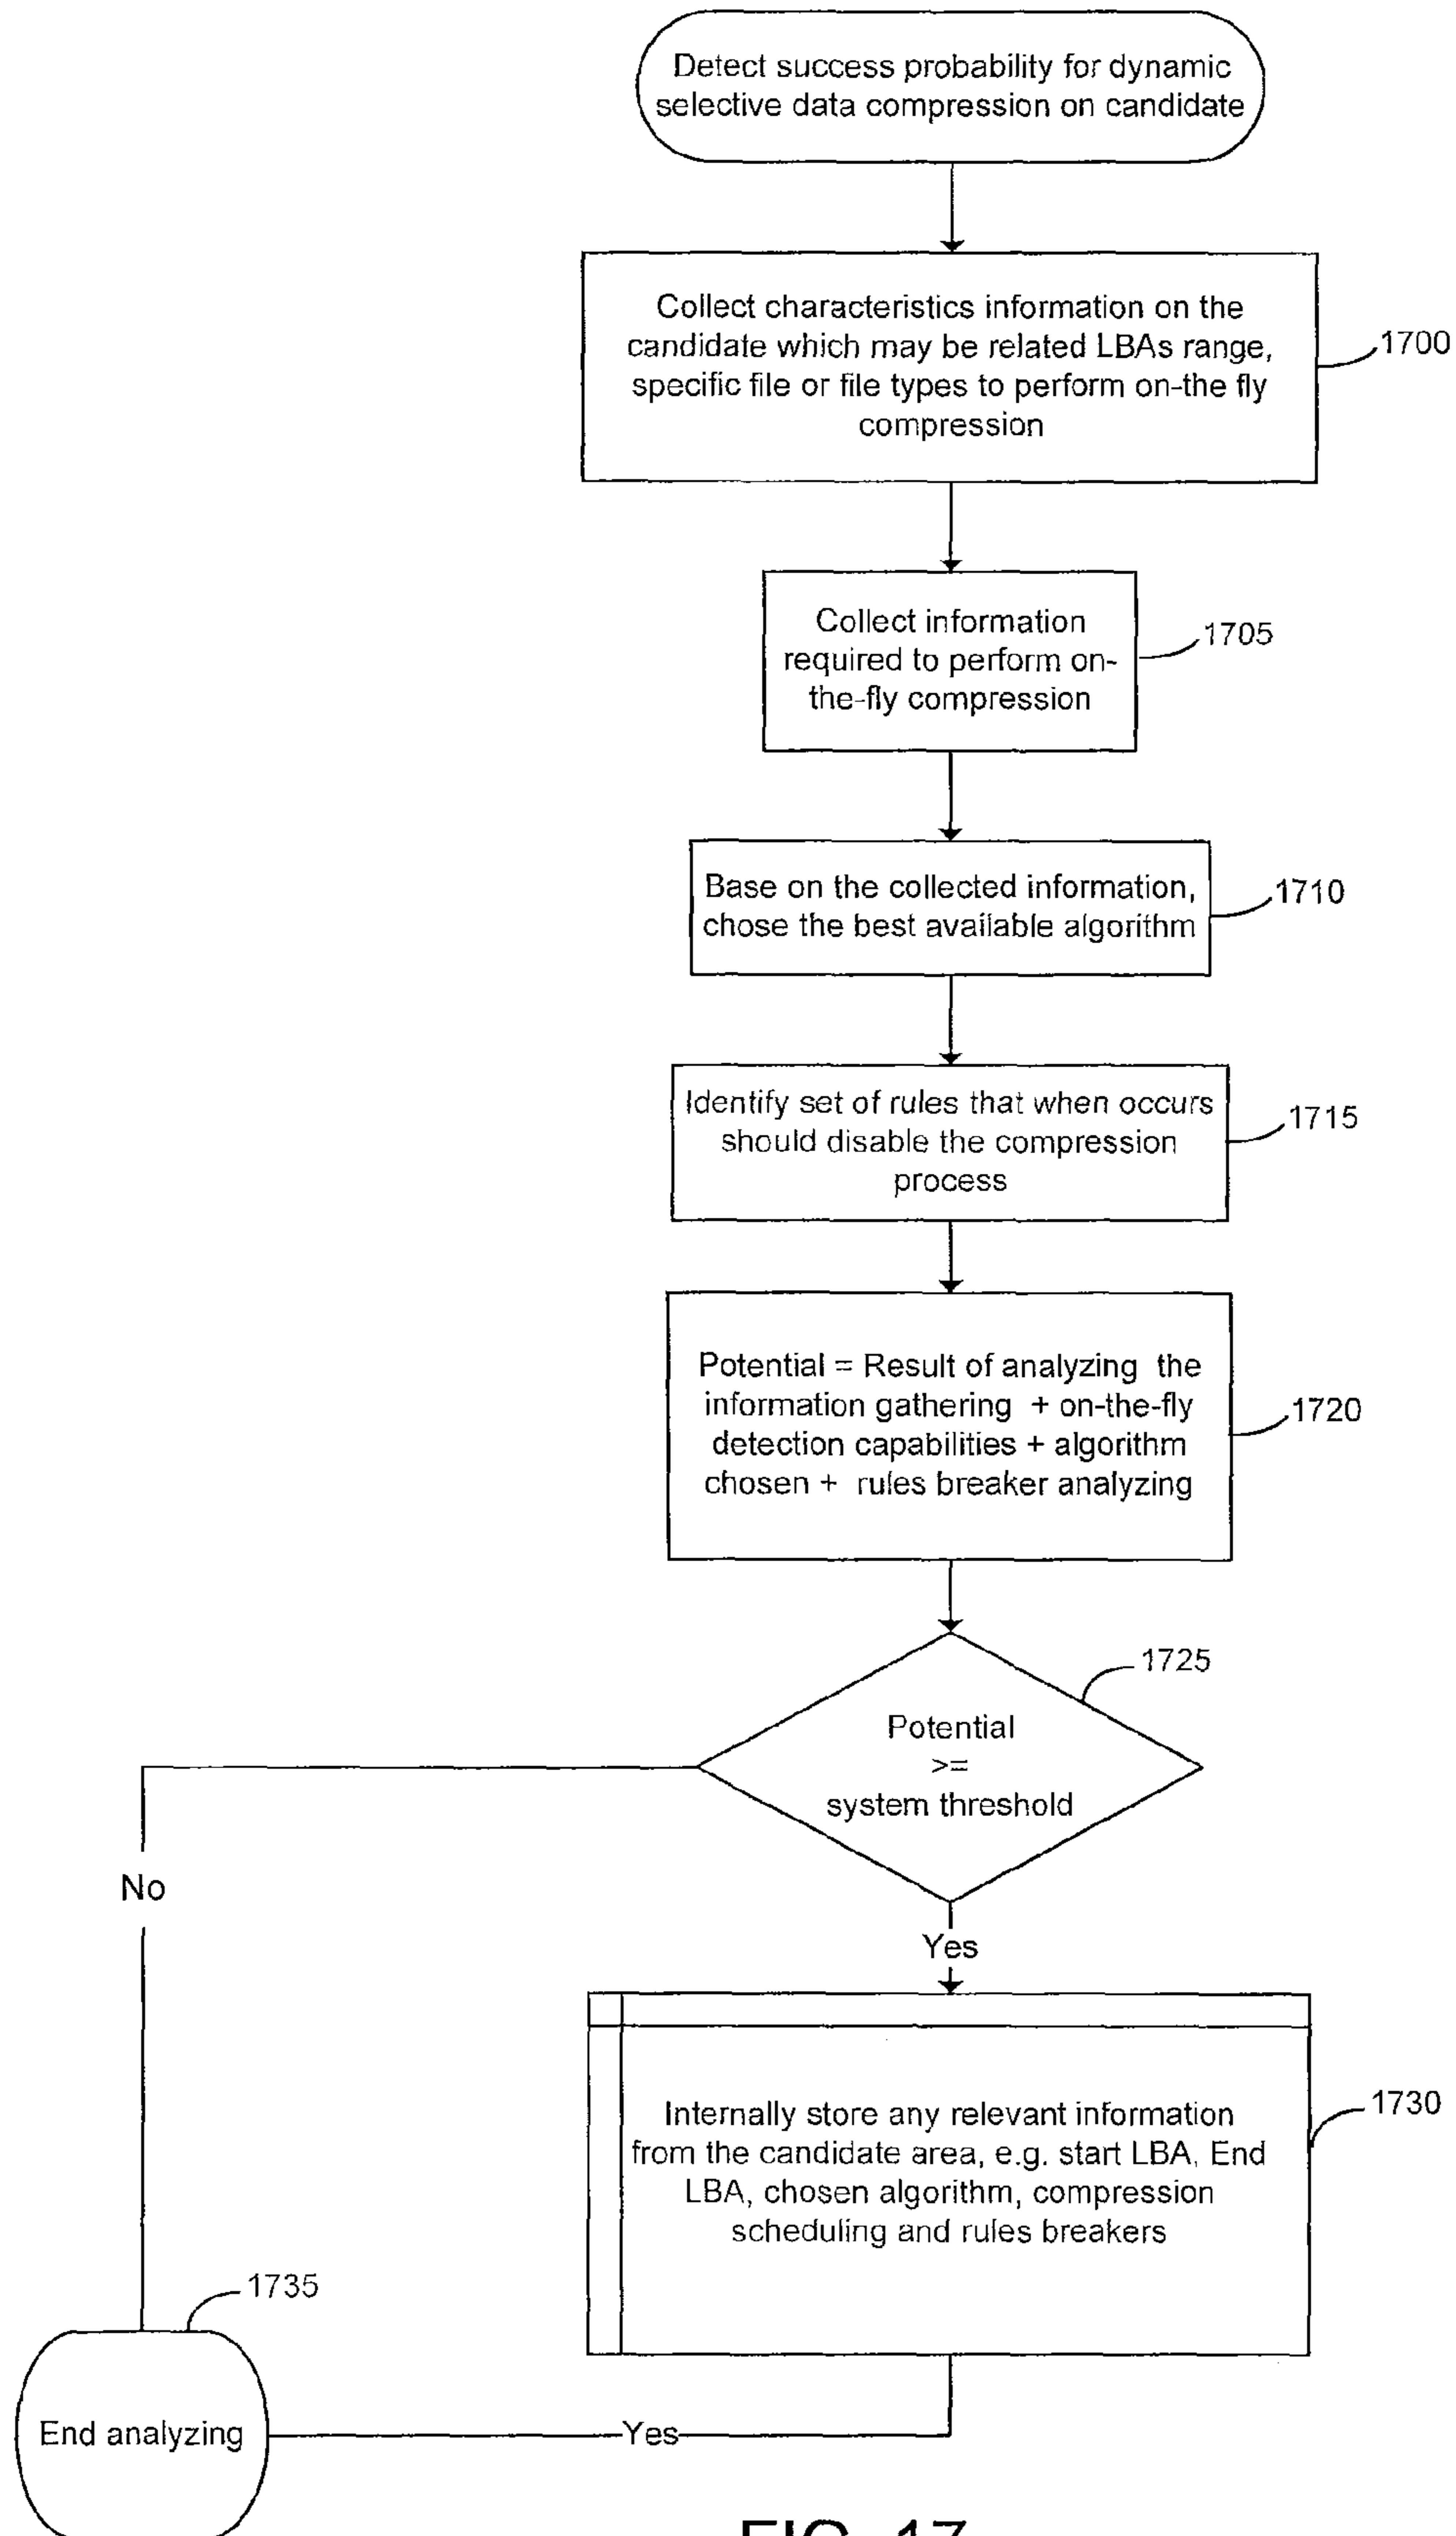 Detect success probability for dynamic
selective data compression on candidate
Collect characteristics information on the
candidate which may be related LBAs range,
specific file or file types to perform on-the fly
compression
1700
Collect information
required to perform on-
the-fly compression
1705
Base on the collected information,
chose the best available algorithm
1710
Identify set of rules that when occurs
should disable the compression
process
1715
Potential = Result of analyzing the
information gathering + on-the-fly
detection capabilities + algorithm
chosen + rules breaker analyzing
1720
Potential
>=
system threshold
1725
No
Yes
Internally store any relevant information
from the candidate area, e.g. start LBA, End
LBA, chosen algorithm, compression
scheduling and rules breakers
1730
1735
End analyzing
Yes
FIG. 17